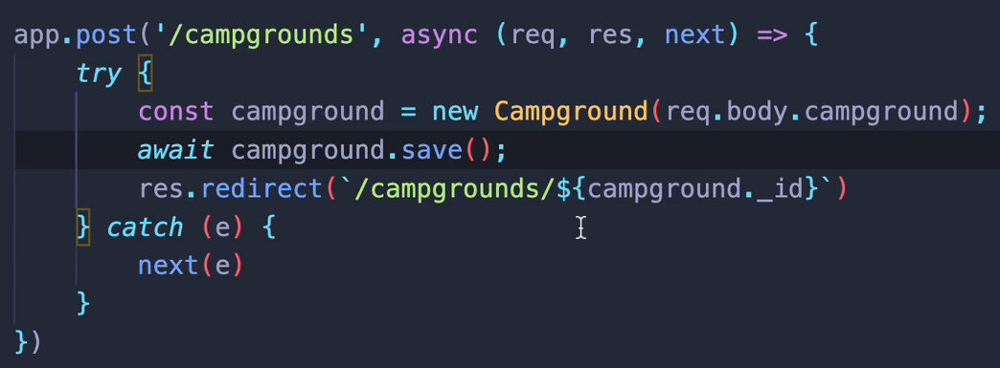 app.post('/campgrounds', async (req, res, next) => {
    try {
        const campground = new Campground(req.body.campground);
        await campground.save();
        res.redirect(`/campgrounds/${campground._id}`)
    } catch (e) {
        next(e)
    }
})